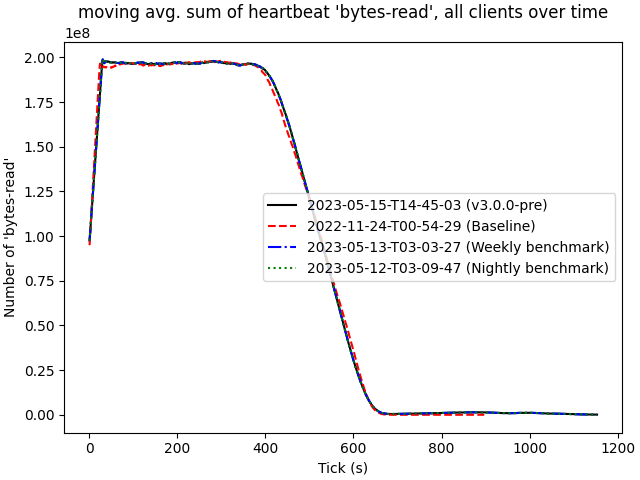 moving avg. sum of heartbeat 'bytes-read', all clients over time
1e8
2.00
1.75
1.50
1.25
1.00
0.75
0.50
0.25
0.00
Number of 'bytes-read'
2023-05-15-T14-45-03 (v3.0.0-pre)
2022-11-24-T00-54-29 (Baseline)
2023-05-13-T03-03-27 (Weekly benchmark)
2023-05-12-T03-09-47 (Nightly benchmark)
0 200 400 600 800 1000 1200
Tick (s)